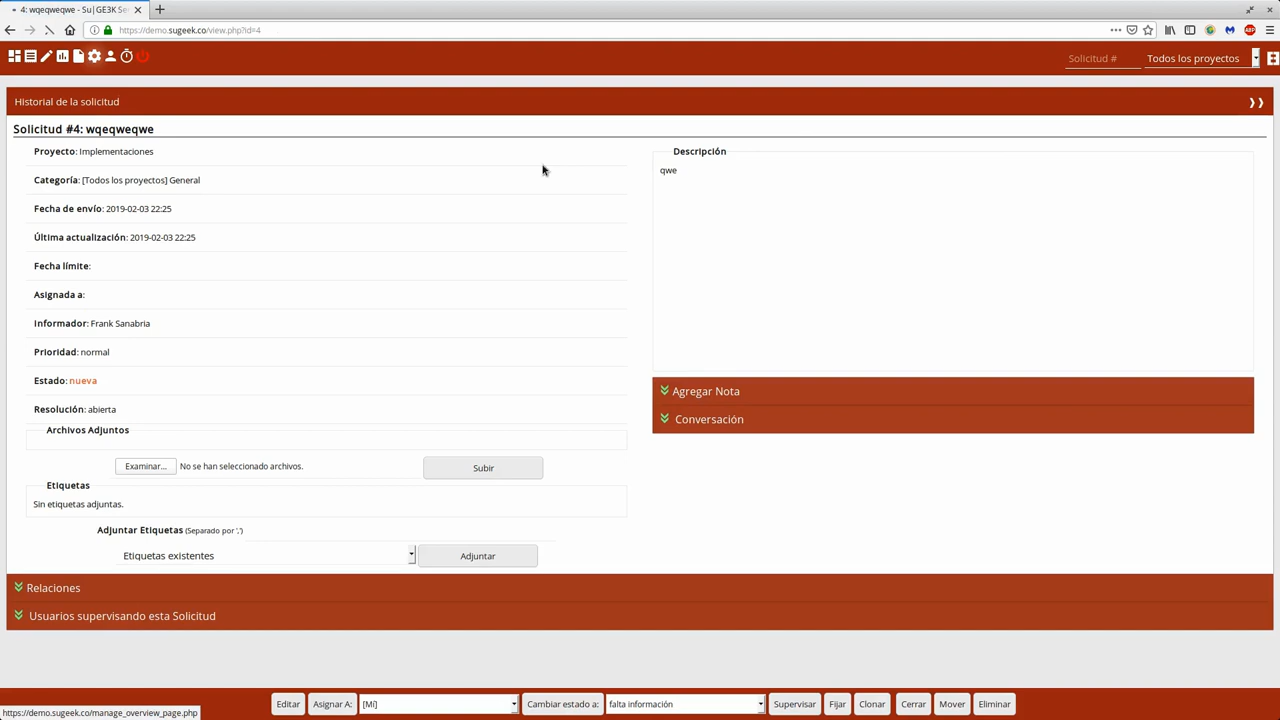 4: wqeqweqwe - Su|GE3K Se
https://demo.sugeek.co/view.php?id=4
Solicitud #
Todos los proyectos
Historial de la solicitud
Solicitud #4: wqeqweqwe
Proyecto: Implementaciones
Categoría: [Todos los proyectos] General
Fecha de envío: 2019-02-03 22:25
Última actualización: 2019-02-03 22:25
Fecha límite:
Asignada a:
Informador: Frank Sanabria
Prioridad: normal
Estado: nueva
Resolución: abierta
Archivos Adjuntos
Examinar... No se han seleccionado archivos.
Subir
Etiquetas
Sin etiquetas adjuntas.
Adjuntar Etiquetas (Separado por ',')
Etiquetas existentes
Adjuntar
Descripción
qwe
Agregar Nota
Conversación
Relaciones
Usuarios supervisando esta Solicitud
Editar
Asignar A:
[Mí]
Cambiar estado a:
falta información
Supervisar
Fijar
Clonar
Cerrar
Mover
Eliminar
https://demo.sugeek.co/manage_overview_page.php